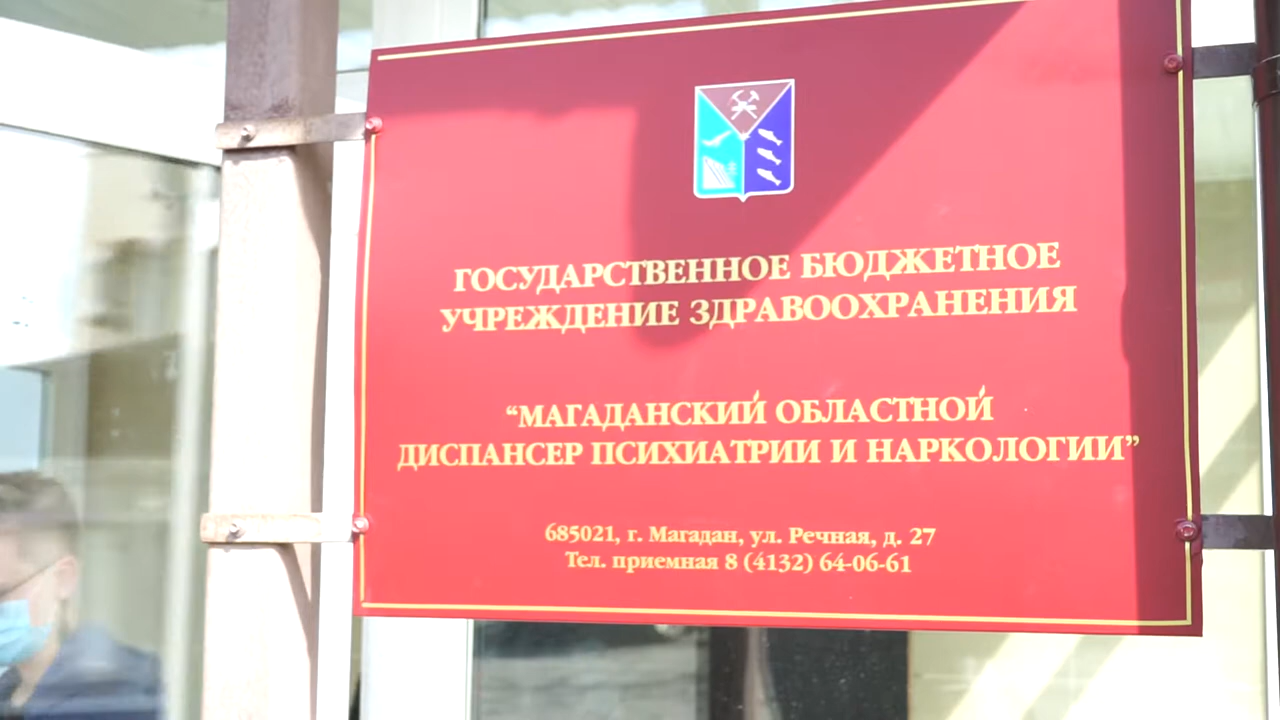 ГОСУДАРСТВЕННОЕ БЮДЖЕТНОЕ
УЧРЕЖДЕНИЕ ЗДРАВООХРАНЕНИЯ
“МАГАДАНСКИЙ ОБЛАСТНОЙ
ДИСПАНСЕР ПСИХИАТРИИ И НАРКОЛОГИИ”
685021, г. Магадан, ул. Речная, д. 27
Тел. приемная 8 (4132) 64-06-61